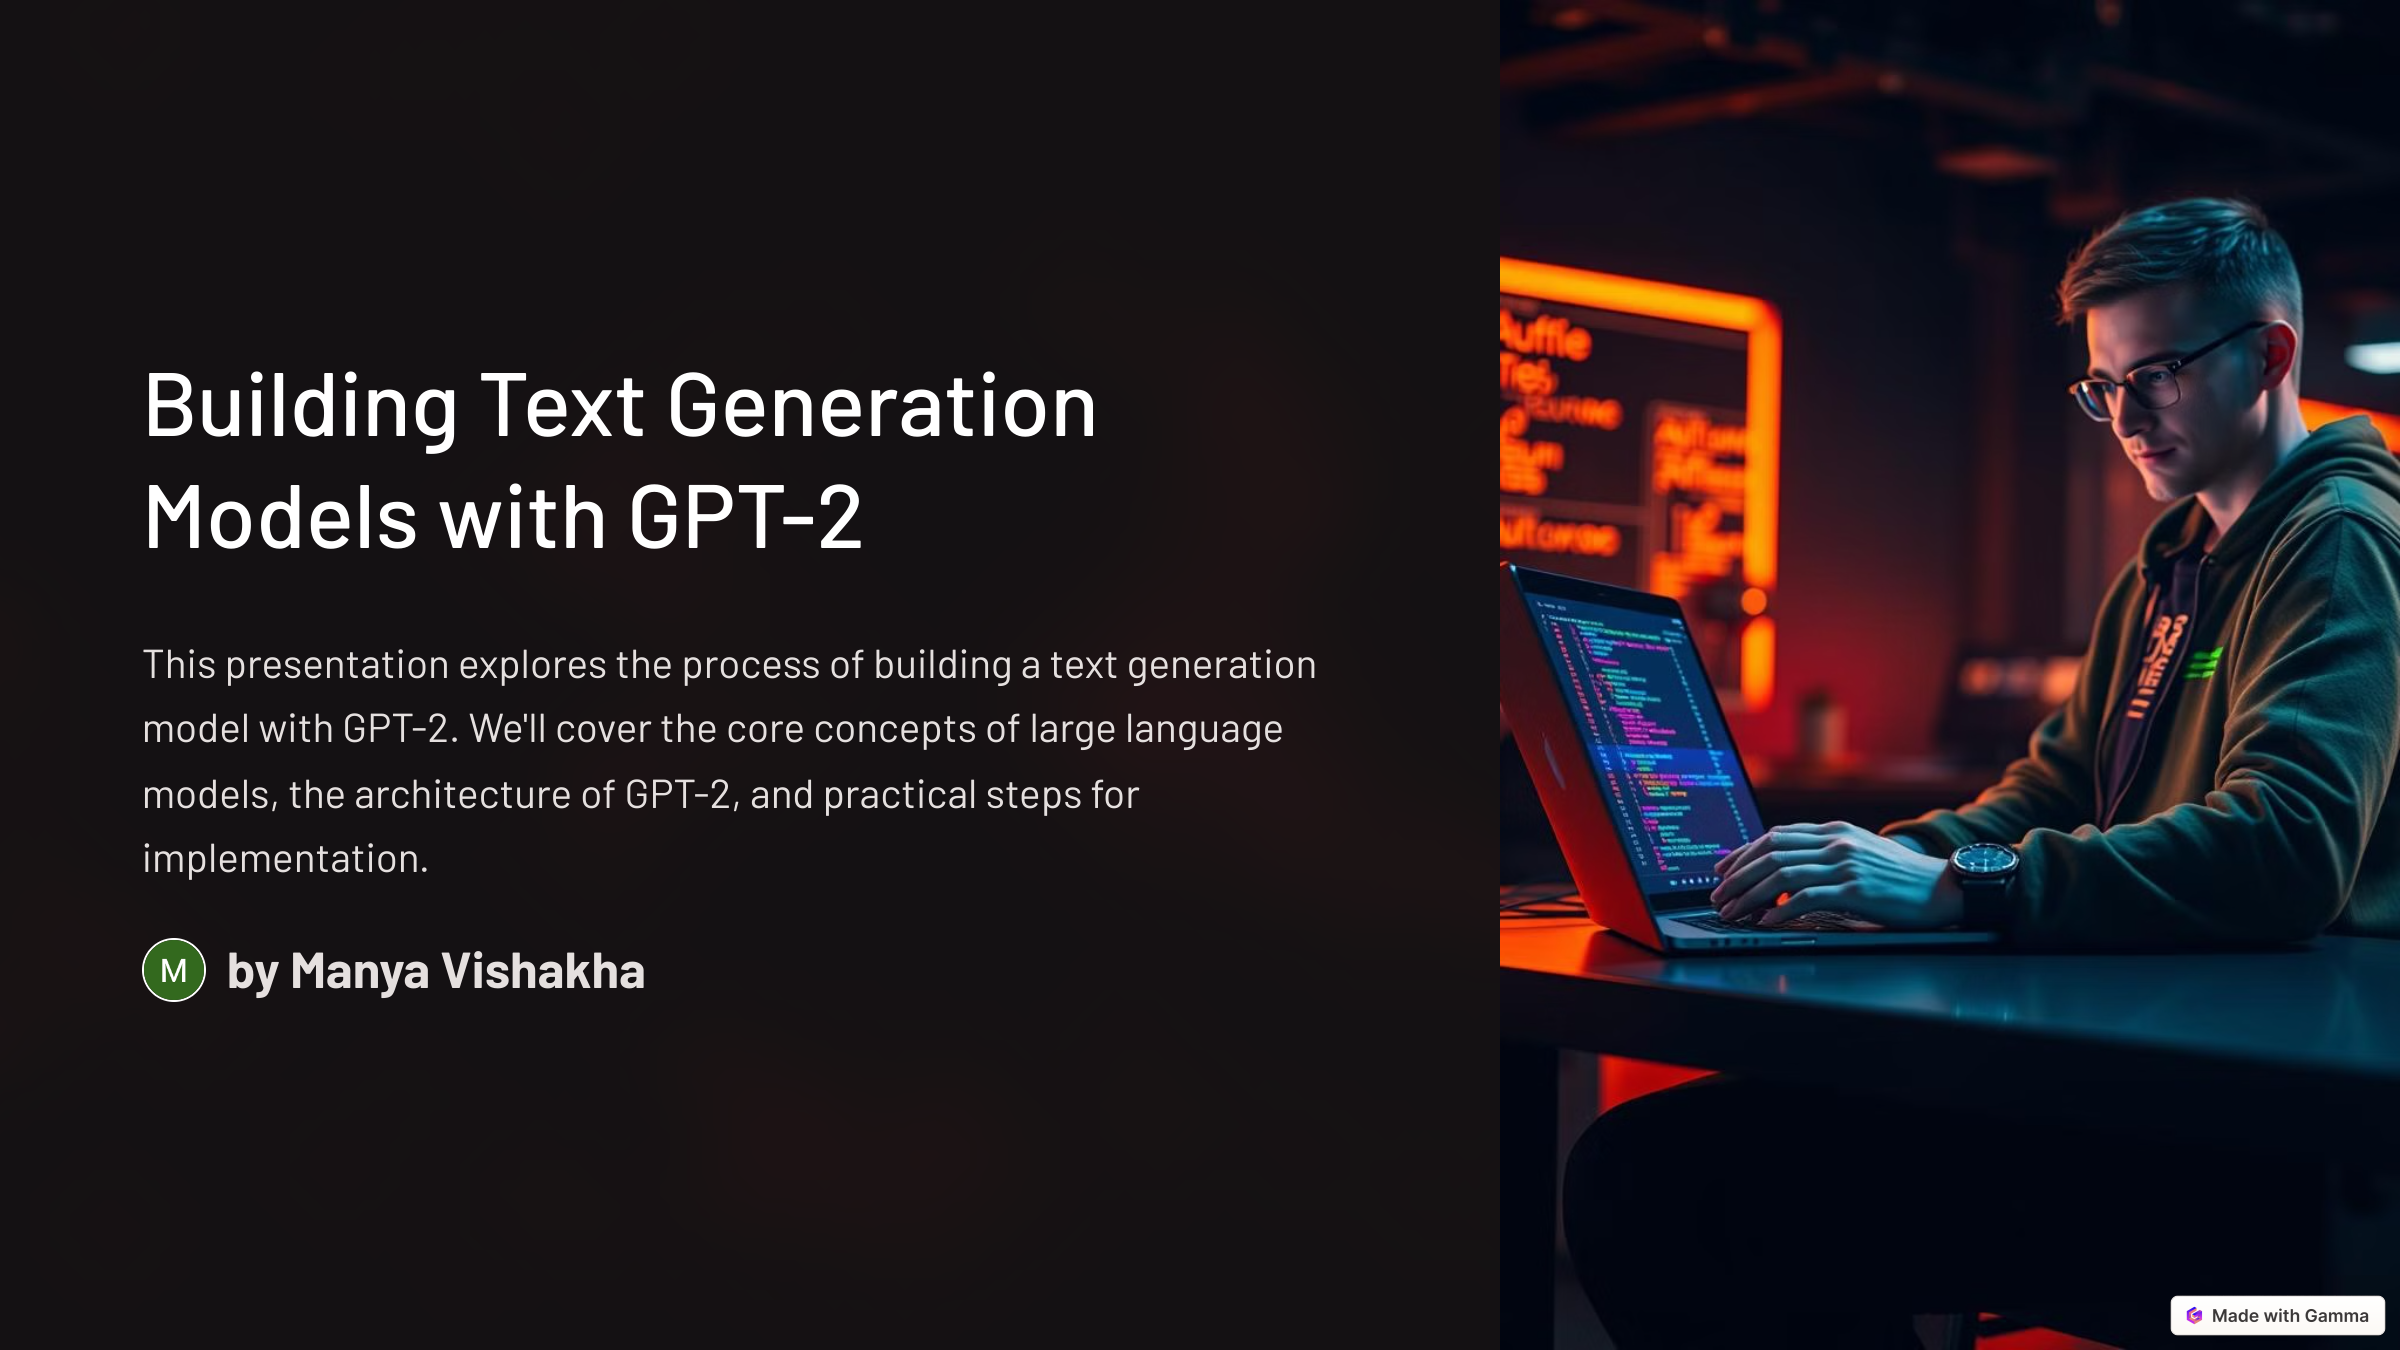 Building Text Generation
Models with GPT-2
This presentation explores the process of building a text generation
model with GPT-2. We'll cover the core concepts of large language
models, the architecture of GPT-2, and practical steps for
implementation.
M
by Manya Vishakha
Made with Gamma